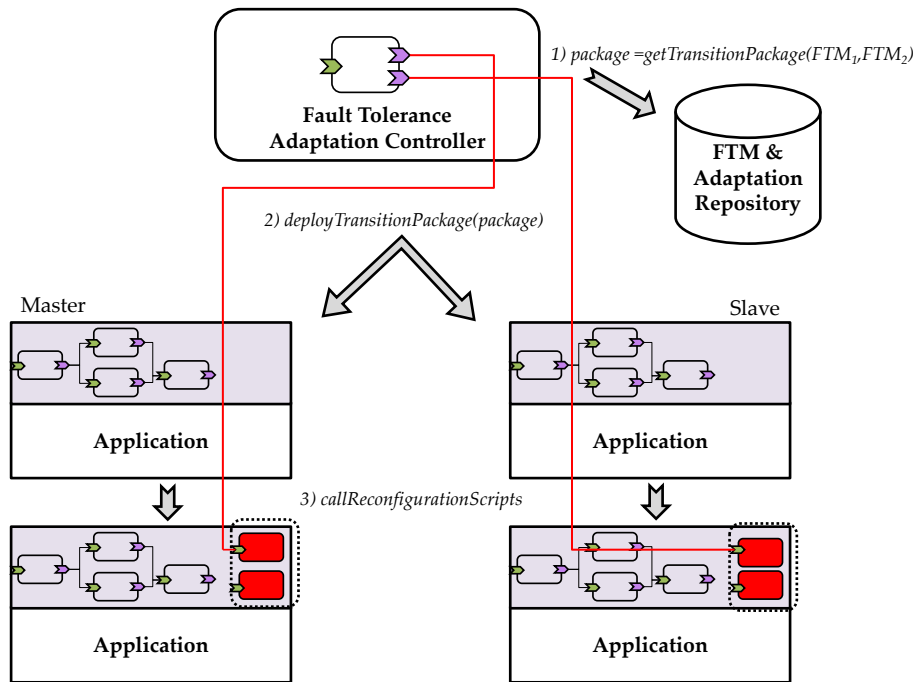 1) package =getTransitionPackage(FTM1,FTM2)
Fault Tolerance
Adaptation Controller
FTM &
Adaptation
Repository
2) deployTransitionPackage(package)
Master
Slave
Application
Application
3) callReconfigurationScripts
Application
Application